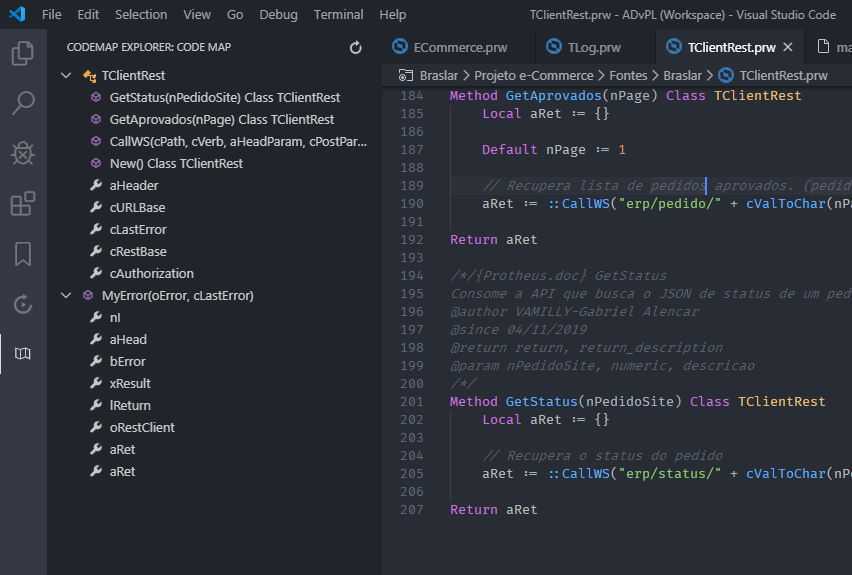 File Edit Selection View Go Debug Terminal Help TClientRest.prw - ADvPL (Workspace) - Visual Studio Code
CODEMAP EXPLORER: CODE MAP
TClientRest
GetStatus(nPedidoSite) Class TClientRest
GetAprovados(nPage) Class TClientRest
CallWS(cPath, cVerb, aHeadParam, cPostPar...
New() Class TClientRest
aHeader
cURLBase
cLastError
cRestBase
cAuthorization
MyError(oError, cLastError)
nI
aHead
bError
xResult
lReturn
oRestClient
aRet
aRet
ECommerce.prw TLog.prw TClientRest.prw ma
Braslar > Projeto e-Commerce > Fontes > Braslar > TClientRest.prw
184 Method GetAprovados(nPage) Class TClientRest
185 Local aRet := {}
186
187 Default nPage := 1
188
189 // Recupera lista de pedidos aprovados. (pedid
190 aRet := ::CallWS("erp/pedido/" + cValToChar(nPa
191
192 Return aRet
193
194 /*/{Protheus.doc} GetStatus
195 Consome a API que busca o JSON de status de um ped
196 @author VAMILLY-Gabriel Alencar
197 @since 04/11/2019
198 @return return, return_description
199 @param nPedidoSite, numeric, descricao
200 /*/
201 Method GetStatus(nPedidoSite) Class TClientRest
202 Local aRet := {}
203
204 // Recupera o status do pedido
205 aRet := ::CallWS("erp/status/" + cValToChar(nPe
206
207 Return aRet